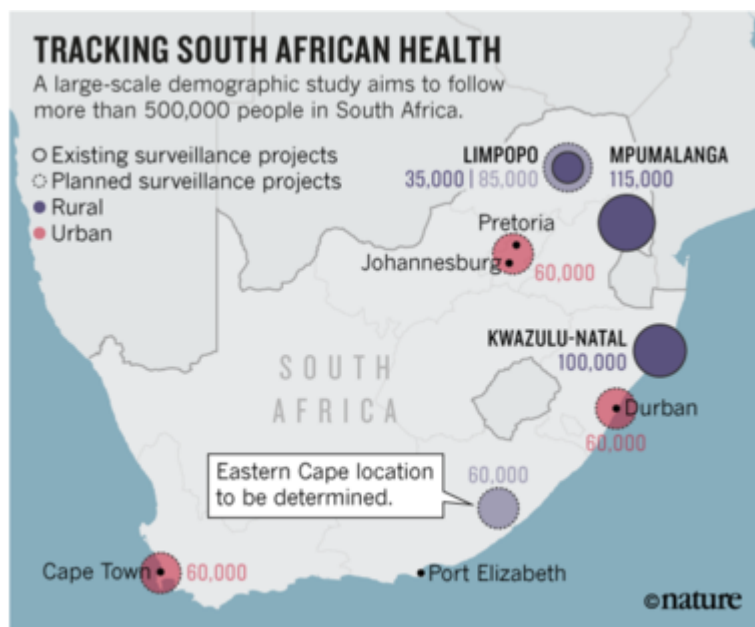 TRACKING SOUTH AFRICAN HEALTH
A large-scale demographic study aims to follow
more than 500,000 people in South Africa.
Existing surveillance projects
Planned surveillance projects
Rural
Urban
LIMPOPO
35,000 | 85,000
MPUMALANGA
115,000
Pretoria
Johannesburg
60,000
KWAZULU-NATAL
100,000
SOUTH
AFRICA
Durban
60,000
Eastern Cape location
to be determined.
60,000
Cape Town
60,000
Port Elizabeth
©nature